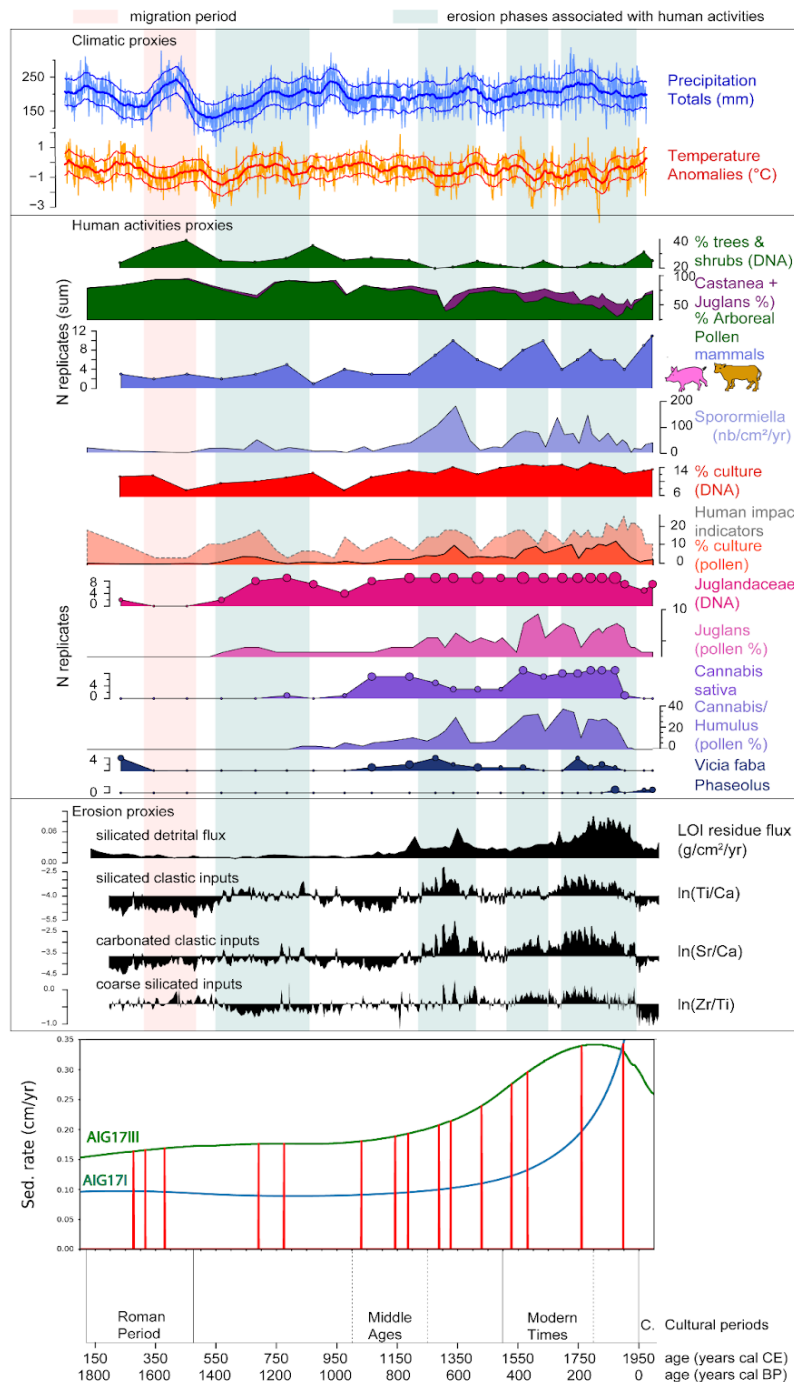 migration period
erosion phases associated with human activities
Climatic proxies
250
150
Precipitation
Totals (mm)
1
-1
-3
Temperature
Anomalies (°C)
Human activities proxies
40
20
% trees &
shrubs (DNA)
N replicates (sum)
100
50
Castanea +
Juglans %)
% Arboreal
Pollen
12
8
4
0
mammals
200
100
0
Sporormiella
(nb/cm²/yr)
14
6
% culture
(DNA)
20
10
0
Human impac
indicators
% culture
(pollen)
8
4
0
Juglandaceae
(DNA)
N replicates
10
Juglans
(pollen %)
4
0
Cannabis
sativa
40
20
0
Cannabis/
Humulus
(pollen %)
4
0
Vicia faba
Phaseolus
Erosion proxies
silicated detrital flux
0.06
0.00
LOI residue flux
(g/cm²/yr)
silicated clastic inputs
-2.5
-4.0
-5.5
ln(Ti/Ca)
carbonated clastic inputs
-2.5
-3.5
-4.5
ln(Sr/Ca)
coarse silicated inputs
0.0
-1.0
ln(Zr/Ti)
Sed. rate (cm/yr)
0.35
0.30
0.25
0.20
0.15
0.10
0.05
0.00
AIG17III
AIG17I
Roman
Period
Middle
Ages
Modern
Times
C.
Cultural periods
150 350 550 750 950 1150 1350 1550 1750 1950 age (years cal CE)
1800 1600 1400 1200 1000 800 600 400 200 0 age (years cal BP)